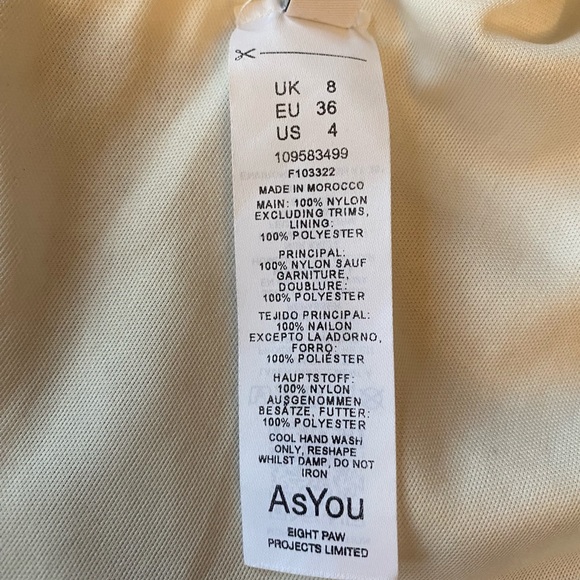 UK 8
EU 36
US 4
109583499
F103322
MADE IN MOROCCO
MAIN: 100% NYLON
EXCLUDING TRIMS,
LINING:
100% POLYESTER
PRINCIPAL:
100% NYLON SAUF
GARNITURE,
DOUBLURE:
100% POLYESTER
TEJIDO PRINCIPAL:
100% NAILON
EXCEPTO LA ADORNO,
FORRO:
100% POLIÉSTER
HAUPTSTOFF:
100% NYLON
AUSGENOMMEN
BESÄTZE, FUTTER:
100% POLYESTER
COOL HAND WASH
ONLY, RESHAPE
WHILST DAMP, DO NOT
IRON
AsYou
EIGHT PAW
PROJECTS LIMITED